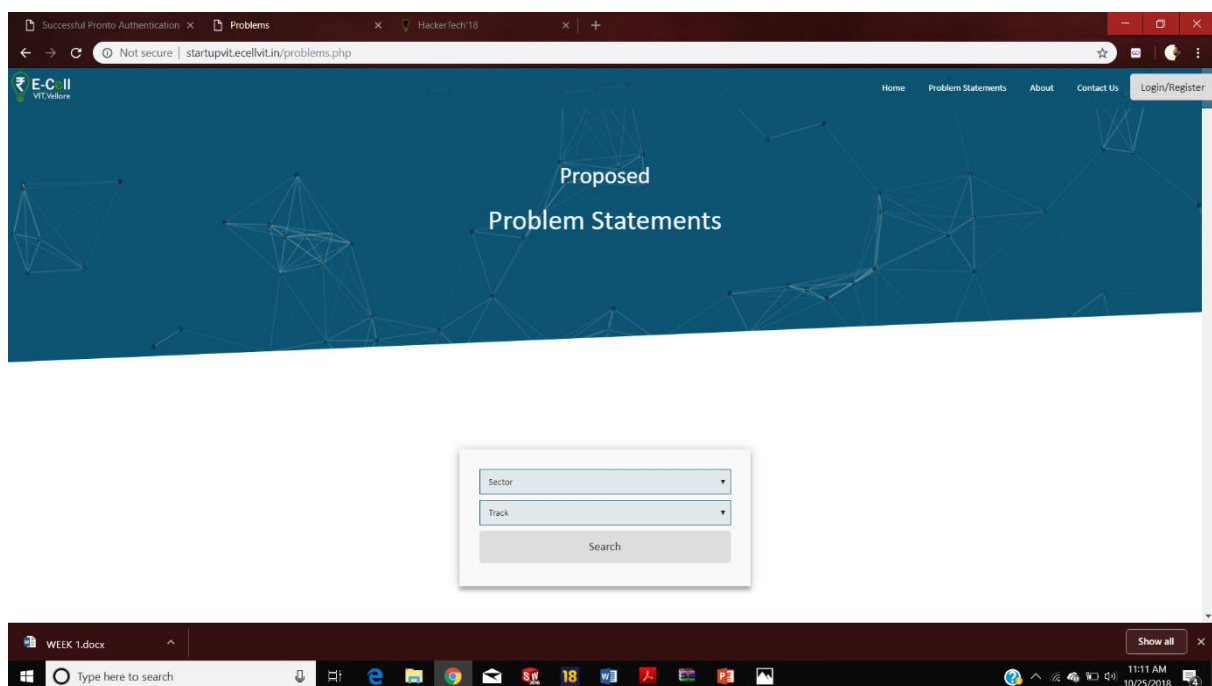 Successful Pronto Authentication
Problems
HackerTech'18
Not secure | startupvit.ecellvit.in/problems.php
E-Cell
VIT,Vellore
Home
Problem Statements
About
Contact Us
Login/Register
Proposed
Problem Statements
Sector
Track
Search
WEEK 1.docx
Show all
Type here to search
18
11:11 AM
10/25/2018